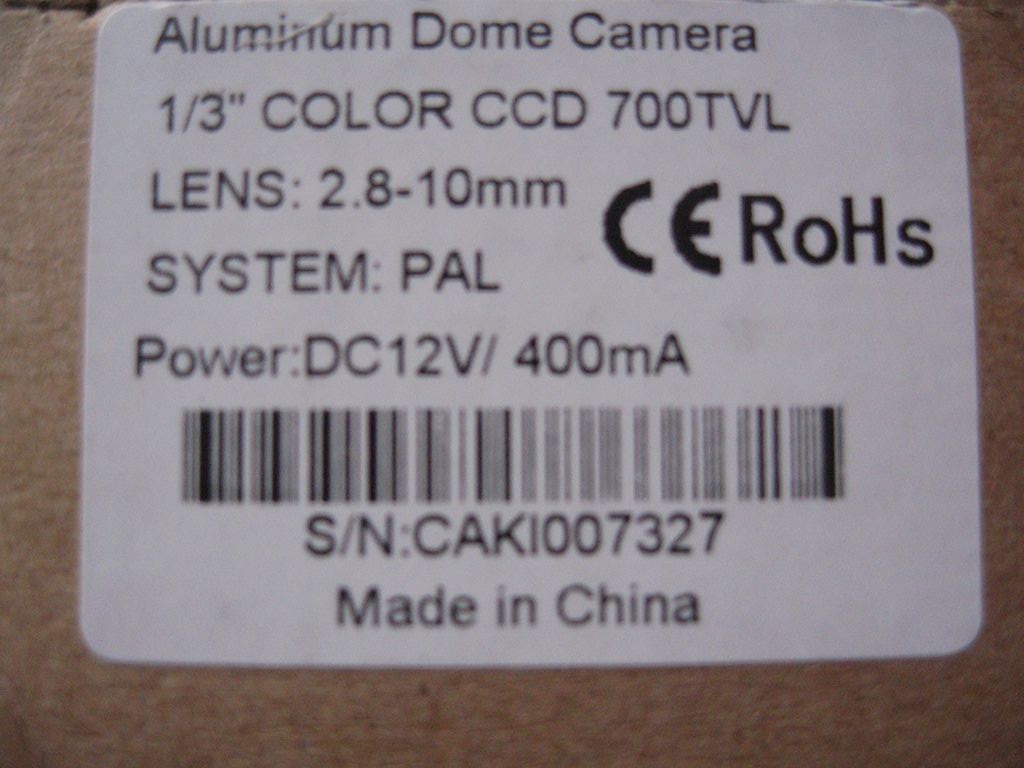 Aluminum Dome Camera
1/3" COLOR CCD 700TVL
LENS: 2.8-10mm
CE RoHs
SYSTEM: PAL
Power:DC12V/ 400mA
S/N:CAKI007327
Made in China